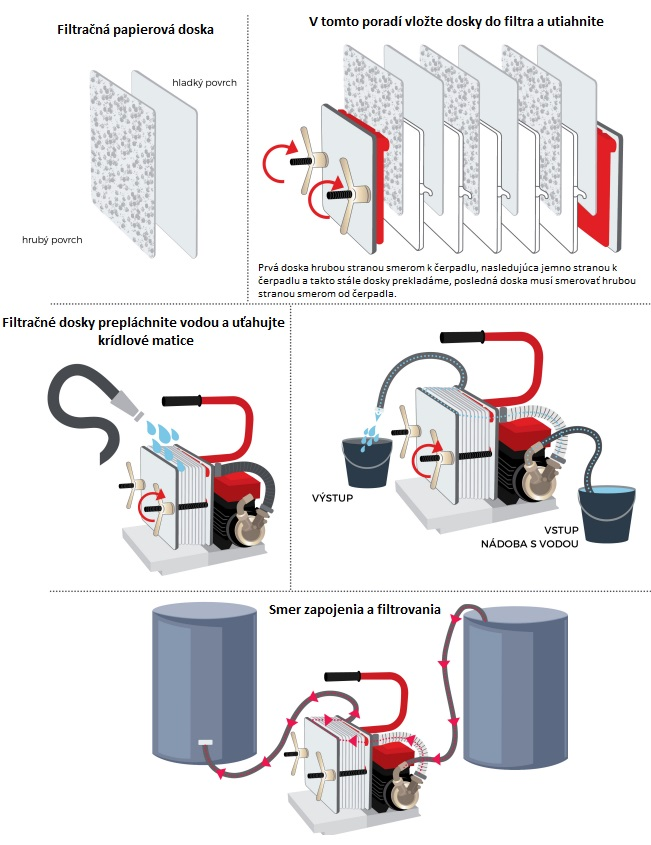 Filtračná papierová doska
hladký povrch
hrubý povrch
V tomto poradí vložte dosky do filtra a utiahnite
Prvá doska hrubou stranou smerom k čerpadlu, nasledujúca jemno stranou k
čerpadlu a takto stále dosky prekladáme, posledná doska musí smerovať hrubou
stranou smerom od čerpadla.
Filtračné dosky prepláchnite vodou a uťahujte
krídlové matice
VÝSTUP
VSTUP
NÁDOBA S VODOU
Smer zapojenia a filtrovania